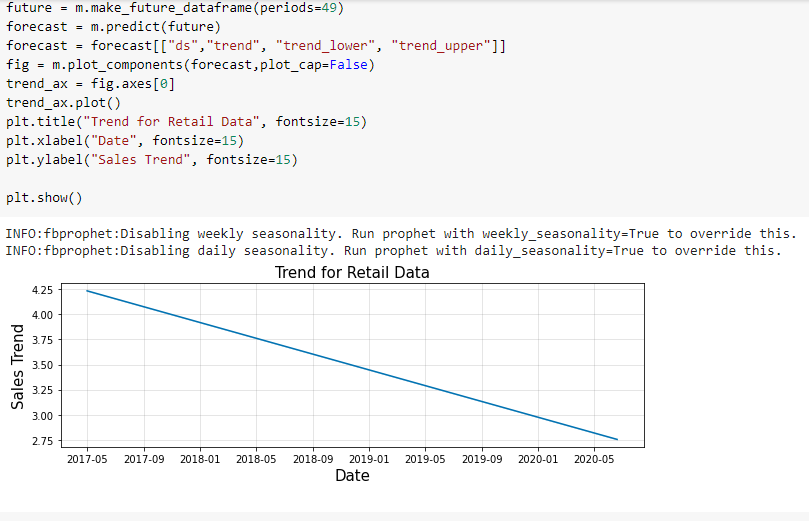 future = m.make_future_dataframe(periods=49)
forecast = m.predict(future)
forecast = forecast[["ds","trend", "trend_lower", "trend_upper"]]
fig = m.plot_components(forecast,plot_cap=False)
trend_ax = fig.axes[0]
trend_ax.plot()
plt.title("Trend for Retail Data", fontsize=15)
plt.xlabel("Date", fontsize=15)
plt.ylabel("Sales Trend", fontsize=15)
plt.show()
INFO:fbprophet:Disabling weekly seasonality. Run prophet with weekly_seasonality=True to override this.
INFO:fbprophet:Disabling daily seasonality. Run prophet with daily_seasonality=True to override this.
Trend for Retail Data
Sales Trend
4.25
4.00
3.75
3.50
3.25
3.00
2.75
2017-05 2017-09 2018-01 2018-05 2018-09 2019-01 2019-05 2019-09 2020-01 2020-05
Date